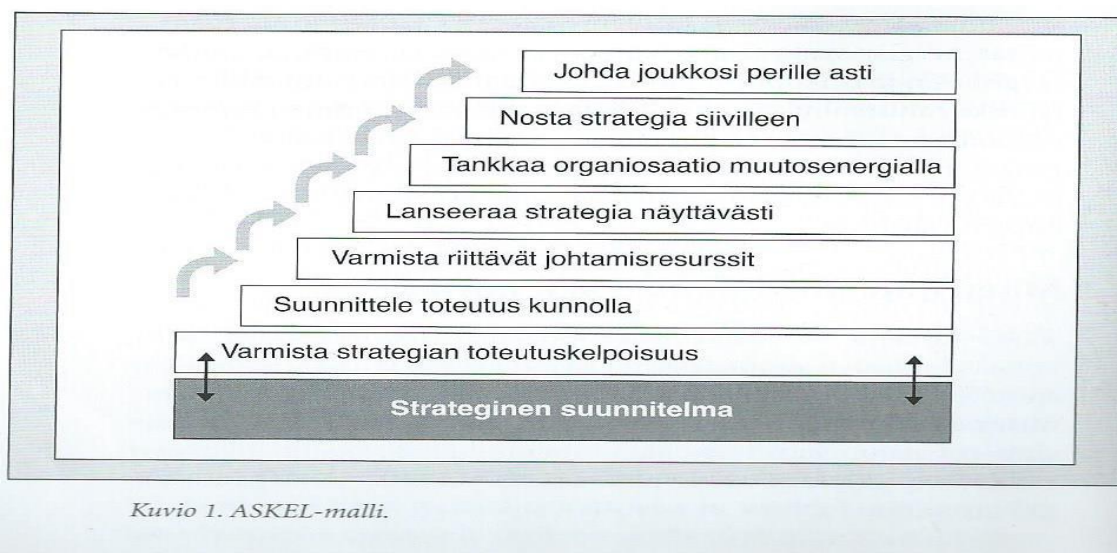 Johda joukkosi perille asti
Nosta strategia siivilleen
Tankkaa organiosaatio muutosenergialla
Lanseeraa strategia näyttävästi
Varmista riittävät johtamisresurssit
Suunnittele toteutus kunnolla
Varmista strategian toteutuskelpoisuus
Strateginen suunnitelma
Kuvio 1. ASKEL-malli.